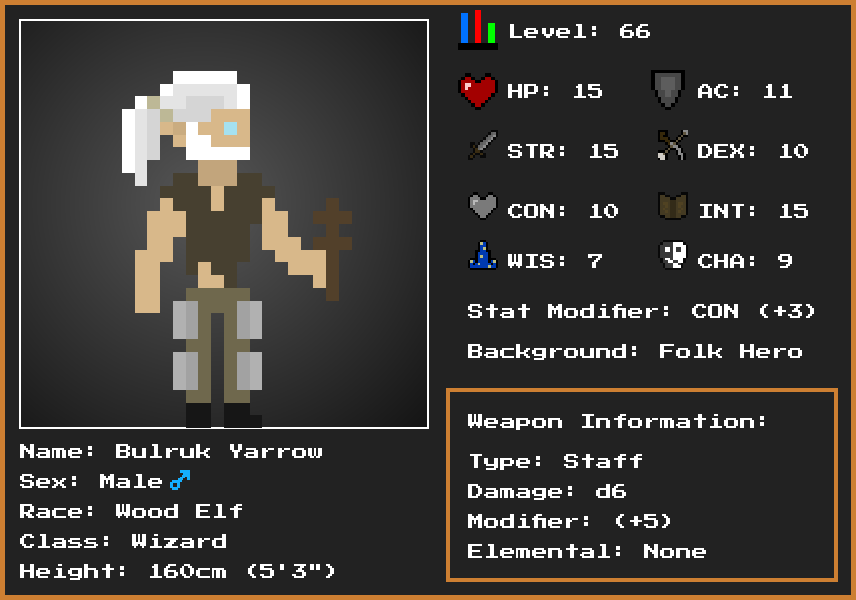 Level: 66
HP: 15
AC: 11
STR: 15
DEX: 10
CON: 10
INT: 15
WIS: 7
CHA: 9
Stat Modifier: CON (+3)
Background: Folk Hero
Weapon Information:
Type: Staff
Damage: d6
Modifier: (+5)
Elemental: None
Name: Bulruk Yarrow
Sex: Male ♂
Race: Wood Elf
Class: Wizard
Height: 160cm (5'3")